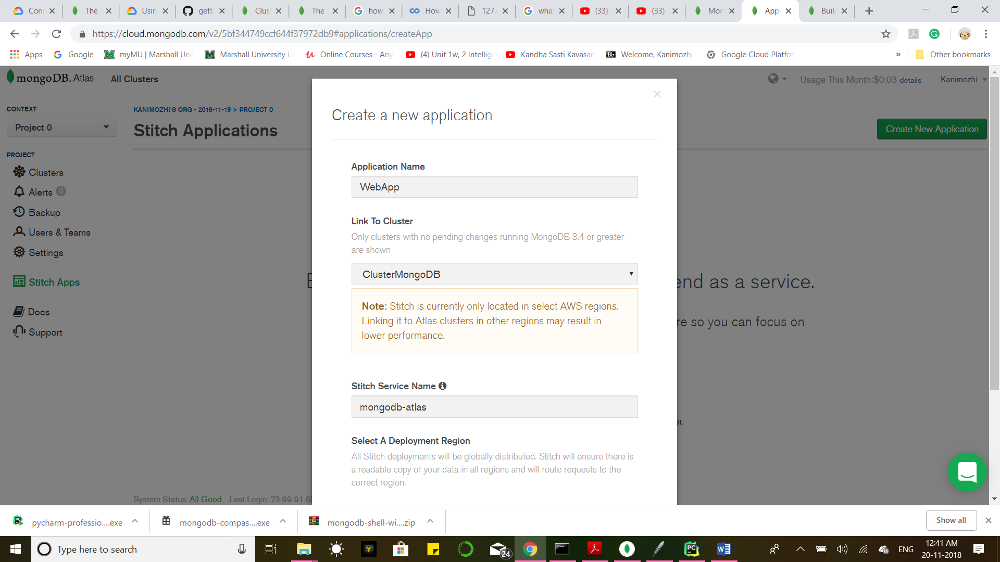 Con
The
Usin
getti
Clus
The
how
How
127.
wha
(33)
(33)
Mon
App
Buil
https://cloud.mongodb.com/v2/5bf344749ccf644f37972db9#applications/createApp
Apps
Google
myMU | Marshall Uni
Marshall University Li
Online Courses - Any
(4) Unit 1w, 2 Intellige
Kandha Sasti Kavasam
Bb
Welcome, Kanimozhi
Google Cloud Platfor
»
Other bookmarks
mongoDB. Atlas
All Clusters
Usage This Month:$0.03 details
Kanimozhi
CONTEXT
Project 0
KANIMOZHI'S ORG - 2018-11-19 > PROJECT 0
Stitch Applications
Create New Application
PROJECT
Clusters
Alerts 0
Backup
Users & Teams
Settings
Stitch Apps
Docs
Support
Create a new application
Application Name
WebApp
Link To Cluster
Only clusters with no pending changes running MongoDB 3.4 or greater
are shown
ClusterMongoDB
Note: Stitch is currently only located in select AWS regions.
Linking it to Atlas clusters in other regions may result in
lower performance.
end as a service.
re so you can focus on
Stitch Service Name
mongodb-atlas
er.
Select A Deployment Region
All Stitch deployments will be globally distributed. Stitch will ensure there is
a readable copy of your data in all regions and will route requests to the
correct region.
System Status: All Good Last Login: 73.99.91.6
pycharm-professio....exe
mongodb-compas....exe
mongodb-shell-wi....zip
Show all
Type here to search
24
ENG
12:41 AM
20-11-2018